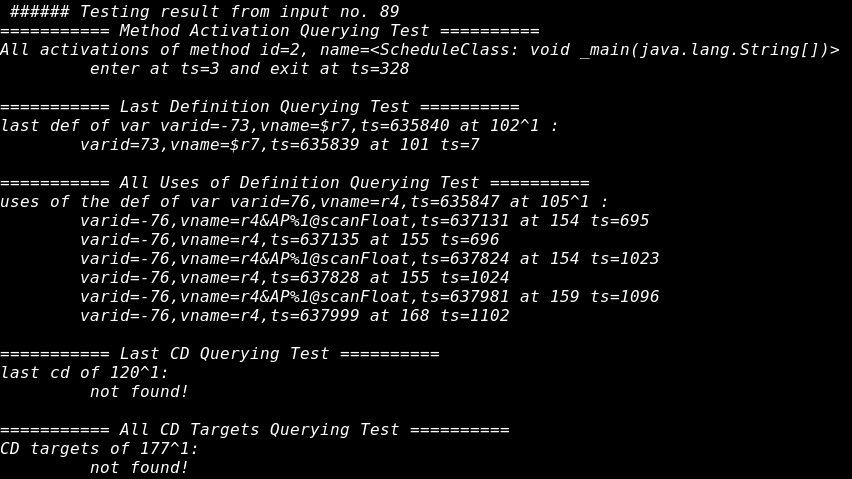 ###### Testing result from input no. 89
=========== Method Activation Querying Test ==========
All activations of method id=2, name=<ScheduleClass: void _main(java.lang.String[])>
enter at ts=3 and exit at ts=328
=========== Last Definition Querying Test ==========
last def of var varid=-73,vname=$r7,ts=635840 at 102^1 :
varid=73,vname=$r7,ts=635839 at 101 ts=7
=========== All Uses of Definition Querying Test ==========
uses of the def of var varid=76,vname=r4,ts=635847 at 105^1 :
varid=-76,vname=r4&AP%1@scanFloat,ts=637131 at 154 ts=695
varid=-76,vname=r4,ts=637135 at 155 ts=696
varid=-76,vname=r4&AP%1@scanFloat,ts=637824 at 154 ts=1023
varid=-76,vname=r4,ts=637828 at 155 ts=1024
varid=-76,vname=r4&AP%1@scanFloat,ts=637981 at 159 ts=1096
varid=-76,vname=r4,ts=637999 at 168 ts=1102
=========== Last CD Querying Test ==========
last cd of 120^1:
not found!
=========== All CD Targets Querying Test ==========
CD targets of 177^1:
not found!